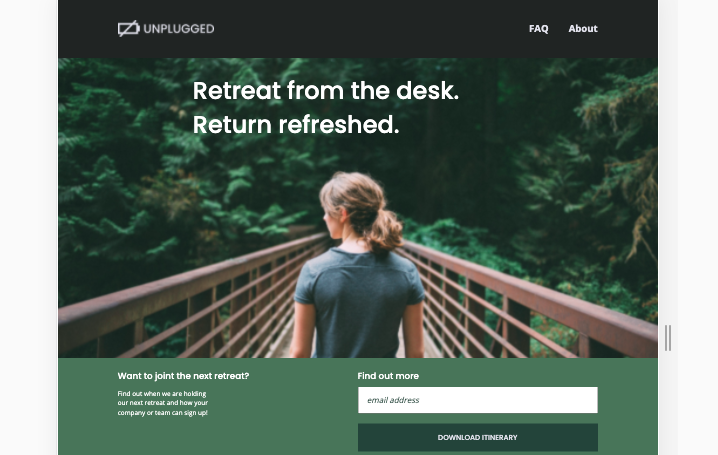 UNPLUGGED
FAQ
About
Retreat from the desk.
Return refreshed.
Want to joint the next retreat?
Find out when we are holding
our next retreat and how your
company or team can sign up!
Find out more
email address
DOWNLOAD ITINERARY